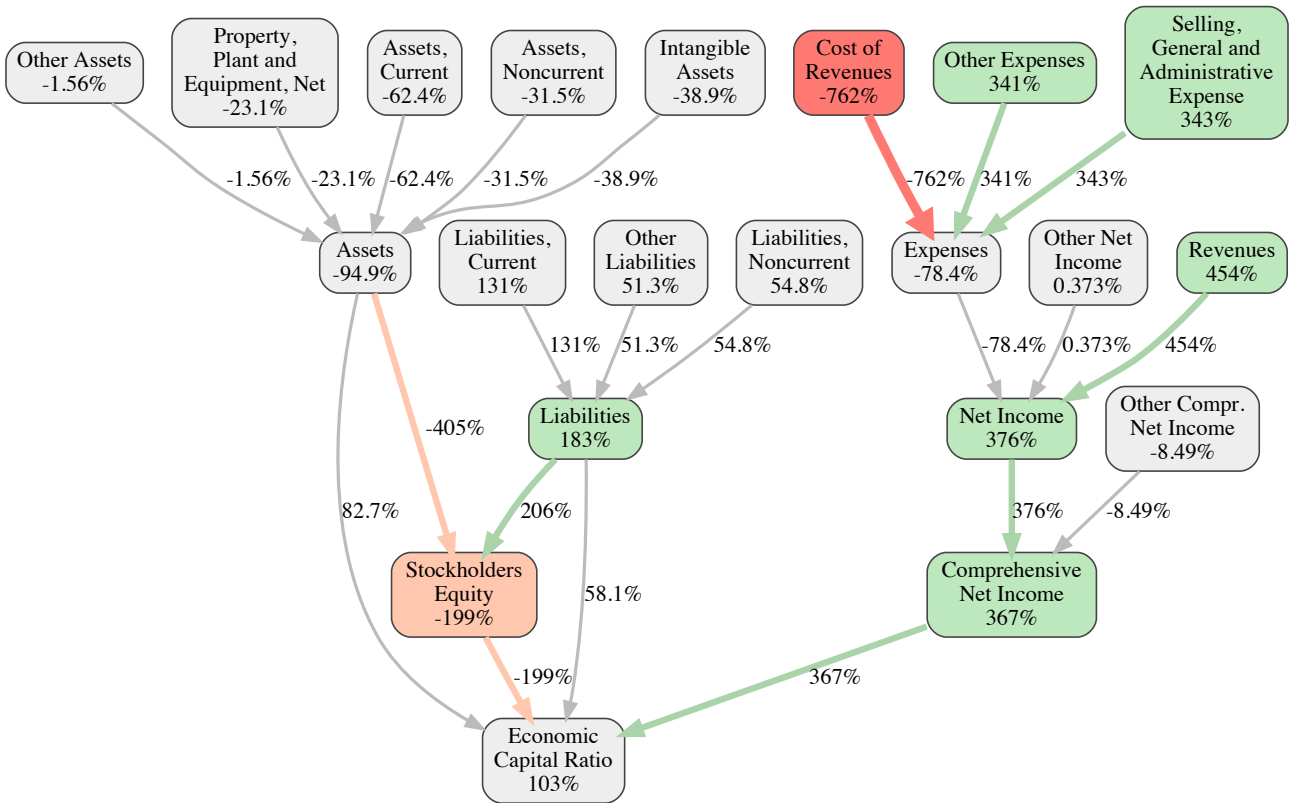 Other Assets
-1.56%
Property,
Plant and
Equipment, Net
-23.1%
Assets,
Current
-62.4%
Assets,
Noncurrent
-31.5%
Intangible
Assets
-38.9%
Cost of
Revenues
-762%
Other Expenses
341%
Selling,
General and
Administrative
Expense
343%
-1.56%
-23.1%
-62.4%
-31.5%
-38.9%
-762%
341%
343%
Assets
-94.9%
Liabilities,
Current
131%
Other
Liabilities
51.3%
Liabilities,
Noncurrent
54.8%
Expenses
-78.4%
Other Net
Income
0.373%
Revenues
454%
131%
51.3%
54.8%
-78.4%
0.373%
454%
-405%
Liabilities
183%
Net Income
376%
Other Compr.
Net Income
-8.49%
82.7%
206%
376%
-8.49%
Stockholders
Equity
-199%
58.1%
Comprehensive
Net Income
367%
-199%
367%
Economic
Capital Ratio
103%